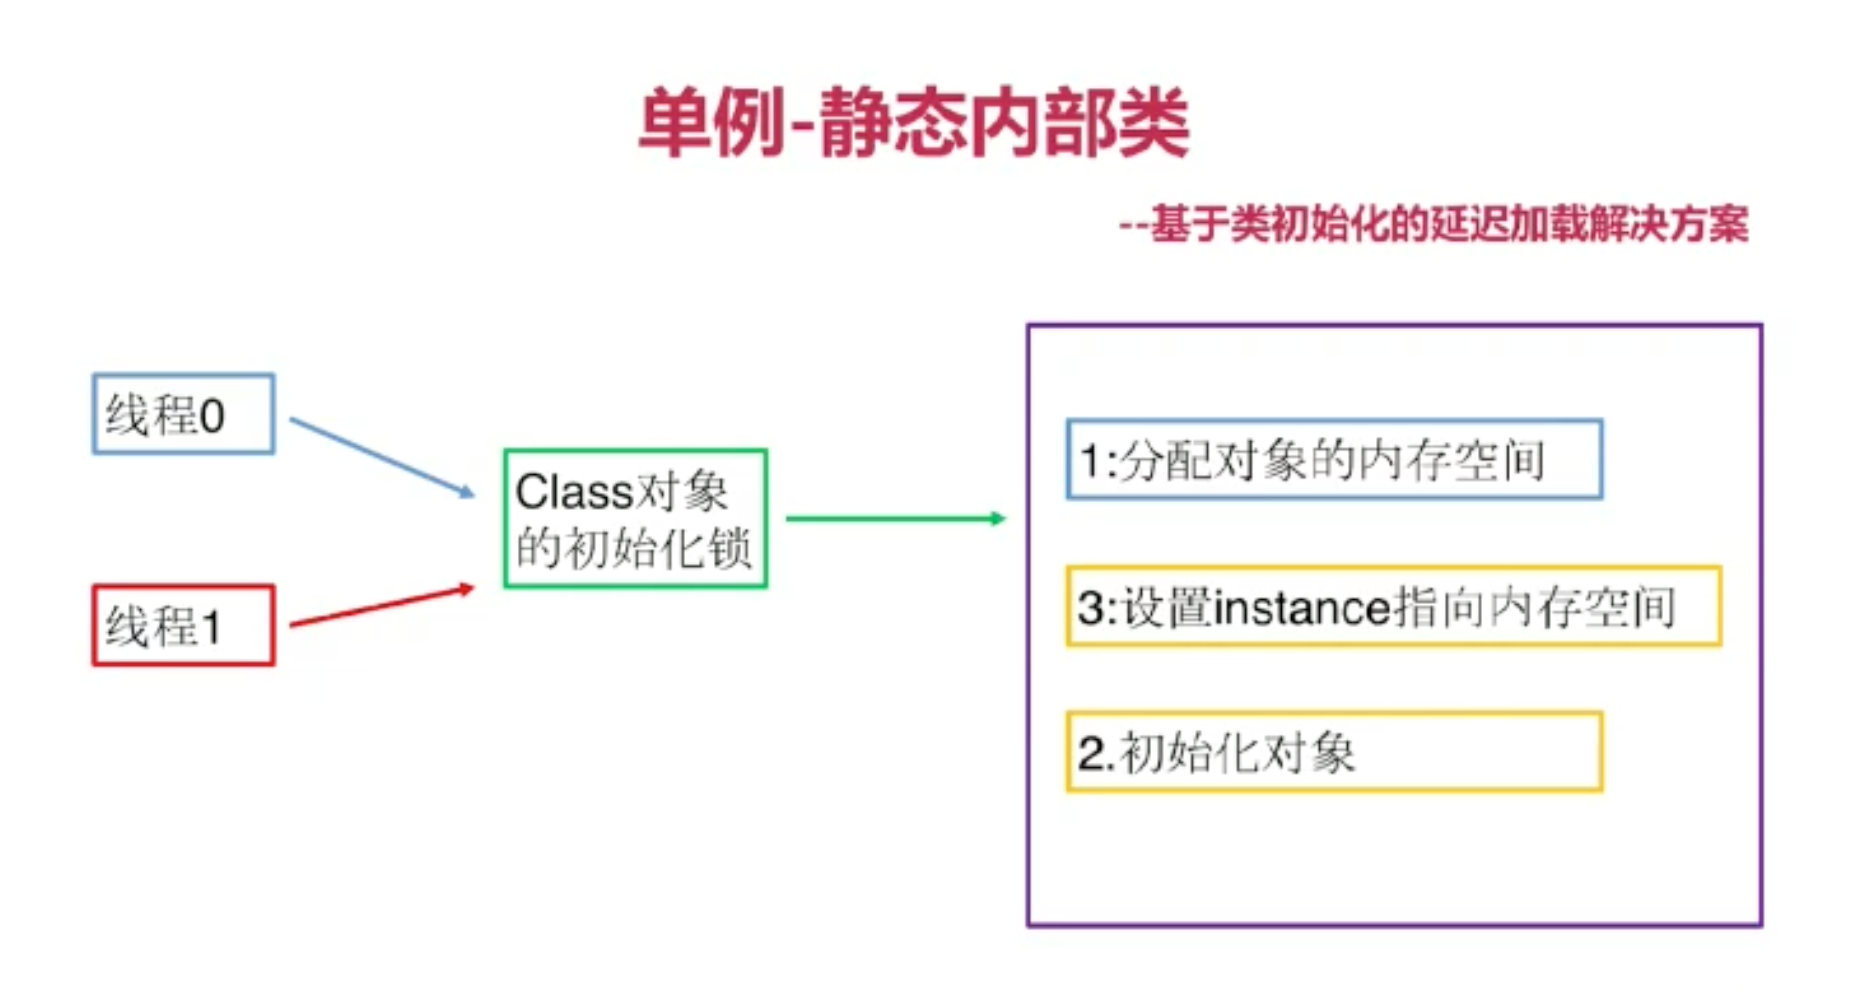 单例-静态内部类
--基于类初始化的延迟加载解决方案
线程0
线程1
Class对象
的初始化锁
1:分配对象的内存空间
3:设置instance指向内存空间
2.初始化对象